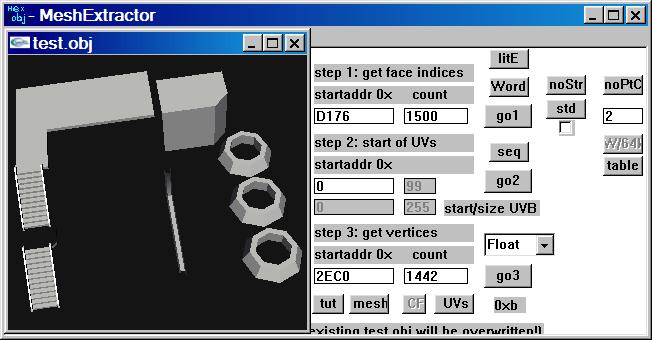 Hex
obj - MeshExtractor
test.obj
litE
step 1: get face indices
Word
noStr
noPtC
startaddr 0x count
std
D176
1500
go1
2
step 2: start of UVs
seq
startaddr 0x
table
0
99
go2
0
255
start/size UVB
step 3: get vertices
Float
startaddr 0x count
2EC0
1442
go3
tut
mesh
CF
UVs
0xb
existing test.obj will be overwritten!)